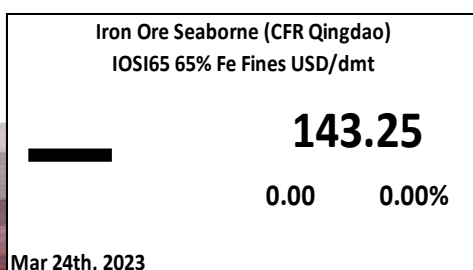 Iron Ore Seaborne (CFR Qingdao)
IOSI65 65% Fe Fines USD/dmt
143.25
0.00 0.00%
Mar 24th, 2023